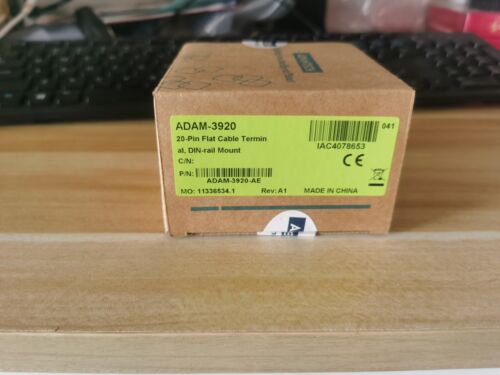 ADAM-3920
041
20-Pin Flat Cable Termin
al, DIN-rail Mount
IAC4078653
C/N:
CE
P/N:
ADAM-3920-AE
MO: 11336534.1 Rev: A1 MADE IN CHINA